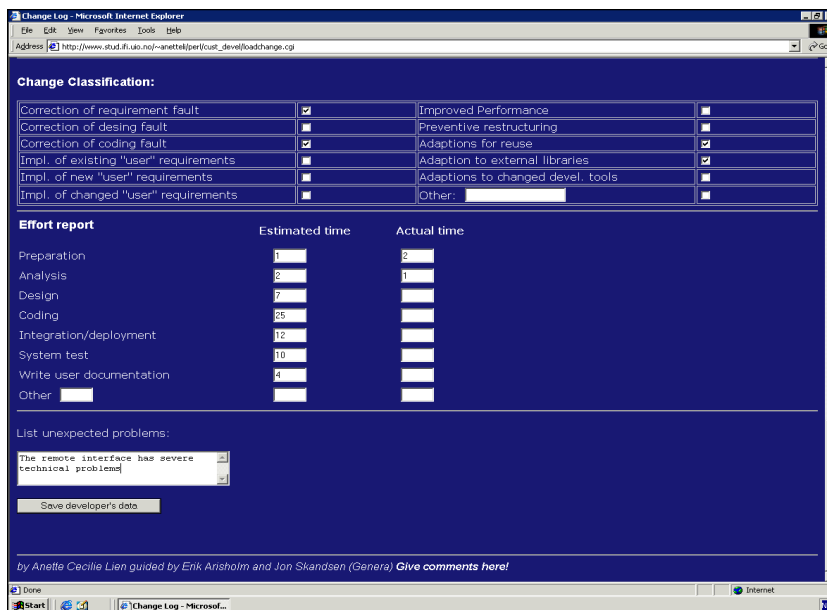 Change Log - Microsoft Internet Explorer
File Edit View Favorites Tools Help
Address http://www.stud.ifi.uio.no/~anetteli/perl/cust_devel/loadchange.cgi
Change Classification:
Correction of requirement fault Improved Performance
Correction of desing fault Preventive restructuring
Correction of coding fault Adaptions for reuse
Impl. of existing "user" requirements Adaption to external libraries
Impl. of new "user" requirements Adaptions to changed devel. tools
Impl. of changed "user" requirements Other:
Effort report Estimated time Actual time
Preparation 1 2
Analysis 2 1
Design 7
Coding 25
Integration/deployment 12
System test 10
Write user documentation 4
Other
List unexpected problems:
The remote interface has severe
technical problems
Save developer's data
by Anette Cecilie Lien guided by Erik Arisholm and Jon Skandsen (Genera) Give comments here!
Done Internet
Start Change Log - Microsof...